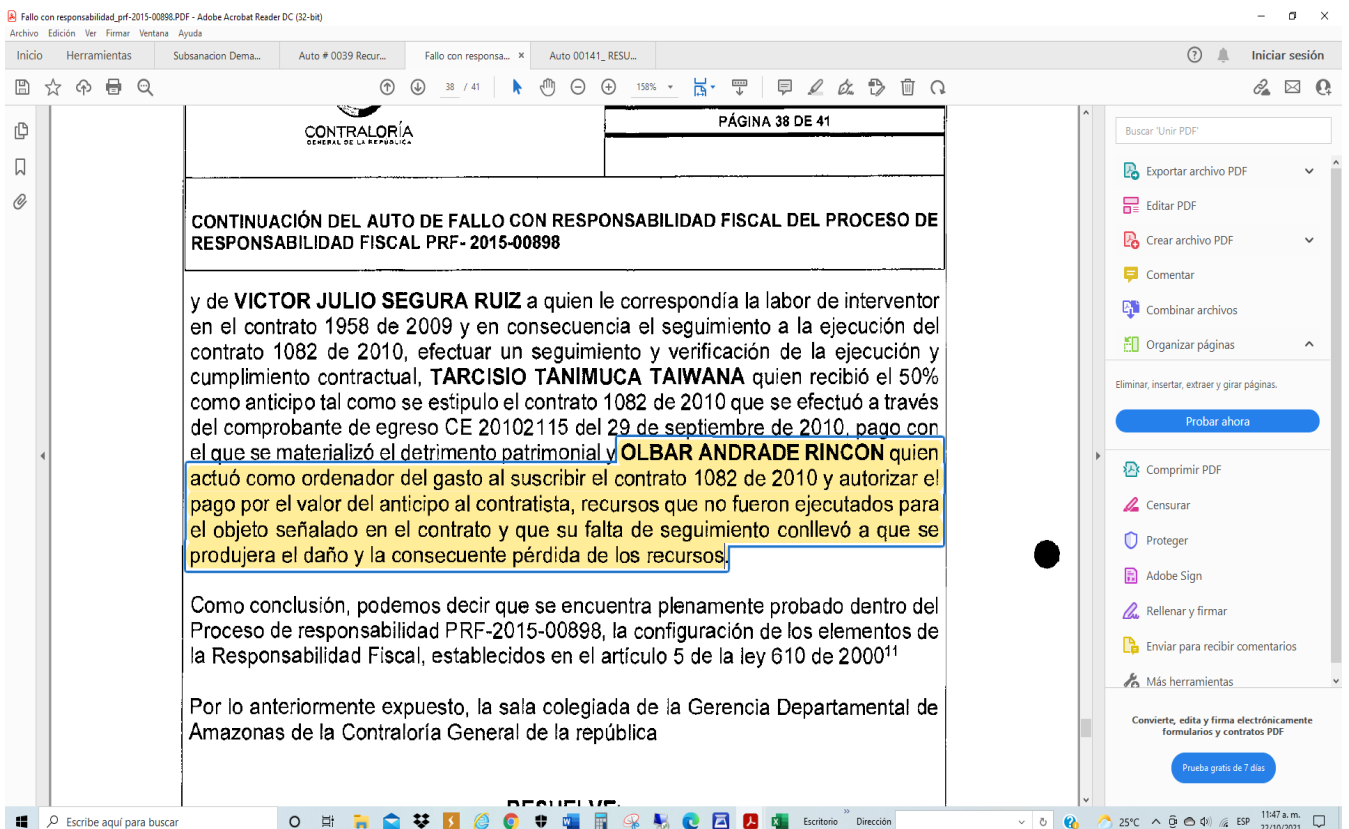 Fallo con responsabilidad_prf-2015-00898.PDF - Adobe Acrobat Reader DC (32-bit)
Archivo Edición Ver Firmar Ventana Ayuda
Inicio Herramientas Subsanacion Dema... Auto # 0039 Recur... Fallo con responsa... × Auto 00141_ RESU... Iniciar sesión
38 / 41 158%
CONTRALORÍA
GENERAL DE LA REPÚBLICA
PÁGINA 38 DE 41
CONTINUACIÓN DEL AUTO DE FALLO CON RESPONSABILIDAD FISCAL DEL PROCESO DE
RESPONSABILIDAD FISCAL PRF- 2015-00898
y de VICTOR JULIO SEGURA RUIZ a quien le correspondía la labor de interventor
en el contrato 1958 de 2009 y en consecuencia el seguimiento a la ejecución del
contrato 1082 de 2010, efectuar un seguimiento y verificación de la ejecución y
cumplimiento contractual, TARCISIO TANIMUCA TAIWANA quien recibió el 50%
como anticipo tal como se estipulo el contrato 1082 de 2010 que se efectuó a través
del comprobante de egreso CE 20102115 del 29 de septiembre de 2010, pago con
el que se materializó el detrimento patrimonial y OLBAR ANDRADE RINCON quien
actuó como ordenador del gasto al suscribir el contrato 1082 de 2010 y autorizar el
pago por el valor del anticipo al contratista, recursos que no fueron ejecutados para
el objeto señalado en el contrato y que su falta de seguimiento conllevó a que se
produjera el daño y la consecuente pérdida de los recursos.
Como conclusión, podemos decir que se encuentra plenamente probado dentro del
Proceso de responsabilidad PRF-2015-00898, la configuración de los elementos de
la Responsabilidad Fiscal, establecidos en el artículo 5 de la ley 610 de 2000¹¹
Por lo anteriormente expuesto, la sala colegiada de la Gerencia Departamental de
Amazonas de la Contraloría General de la república
RESUELVE:
Buscar 'Unir PDF'
Exportar archivo PDF
Editar PDF
Crear archivo PDF
Comentar
Combinar archivos
Organizar páginas
Eliminar, insertar, extraer y girar páginas.
Probar ahora
Comprimir PDF
Censurar
Proteger
Adobe Sign
Rellenar y firmar
Enviar para recibir comentarios
Más herramientas
Convierte, edita y firma electrónicamente
formularios y contratos PDF
Prueba gratis de 7 días
Escribe aquí para buscar Escritorio Dirección 25°C ESP 11:47 a. m.
22/10/2021